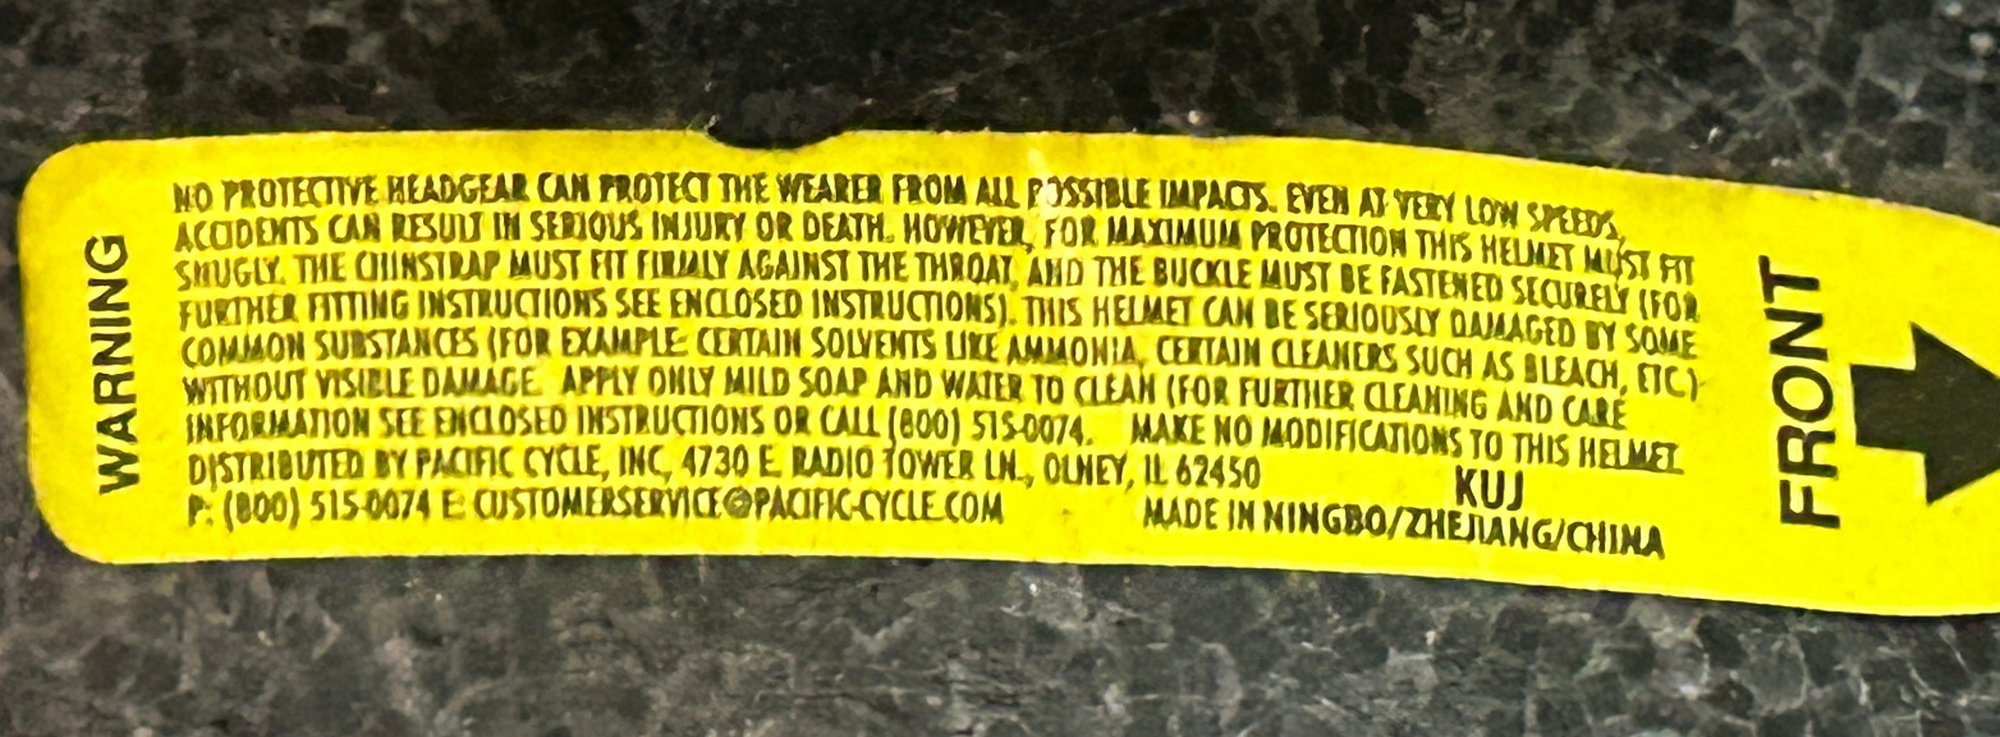 WARNING
NO PROTECTIVE HEADGEAR CAN PROTECT THE WEARER FROM ALL POSSIBLE IMPACTS. EVEN AT VERY LOW SPEEDS,
ACCIDENTS CAN RESULT IN SERIOUS INJURY OR DEATH. HOWEVER, FOR MAXIMUM PROTECTION THIS HELMET MUST FIT
SNUGLY. THE CHINSTRAP MUST FIT FIRMLY AGAINST THE THROAT, AND THE BUCKLE MUST BE FASTENED SECURELY (FOR
FURTHER FITTING INSTRUCTIONS SEE ENCLOSED INSTRUCTIONS). THIS HELMET CAN BE SERIOUSLY DAMAGED BY SOME
COMMON SUBSTANCES (FOR EXAMPLE: CERTAIN SOLVENTS LIKE AMMONIA, CERTAIN CLEANERS SUCH AS BLEACH, ETC.)
WITHOUT VISIBLE DAMAGE. APPLY ONLY MILD SOAP AND WATER TO CLEAN (FOR FURTHER CLEANING AND CARE
INFORMATION SEE ENCLOSED INSTRUCTIONS OR CALL (800) 515-0074. MAKE NO MODIFICATIONS TO THIS HELMET.
DISTRIBUTED BY PACIFIC CYCLE, INC, 4730 E. RADIO TOWER LN., OLNEY, IL 62450
KUJ
P: (800) 515-0074 E: CUSTOMERSERVICE@PACIFIC-CYCLE.COM MADE IN NINGBO/ZHEJIANG/CHINA
FRONT